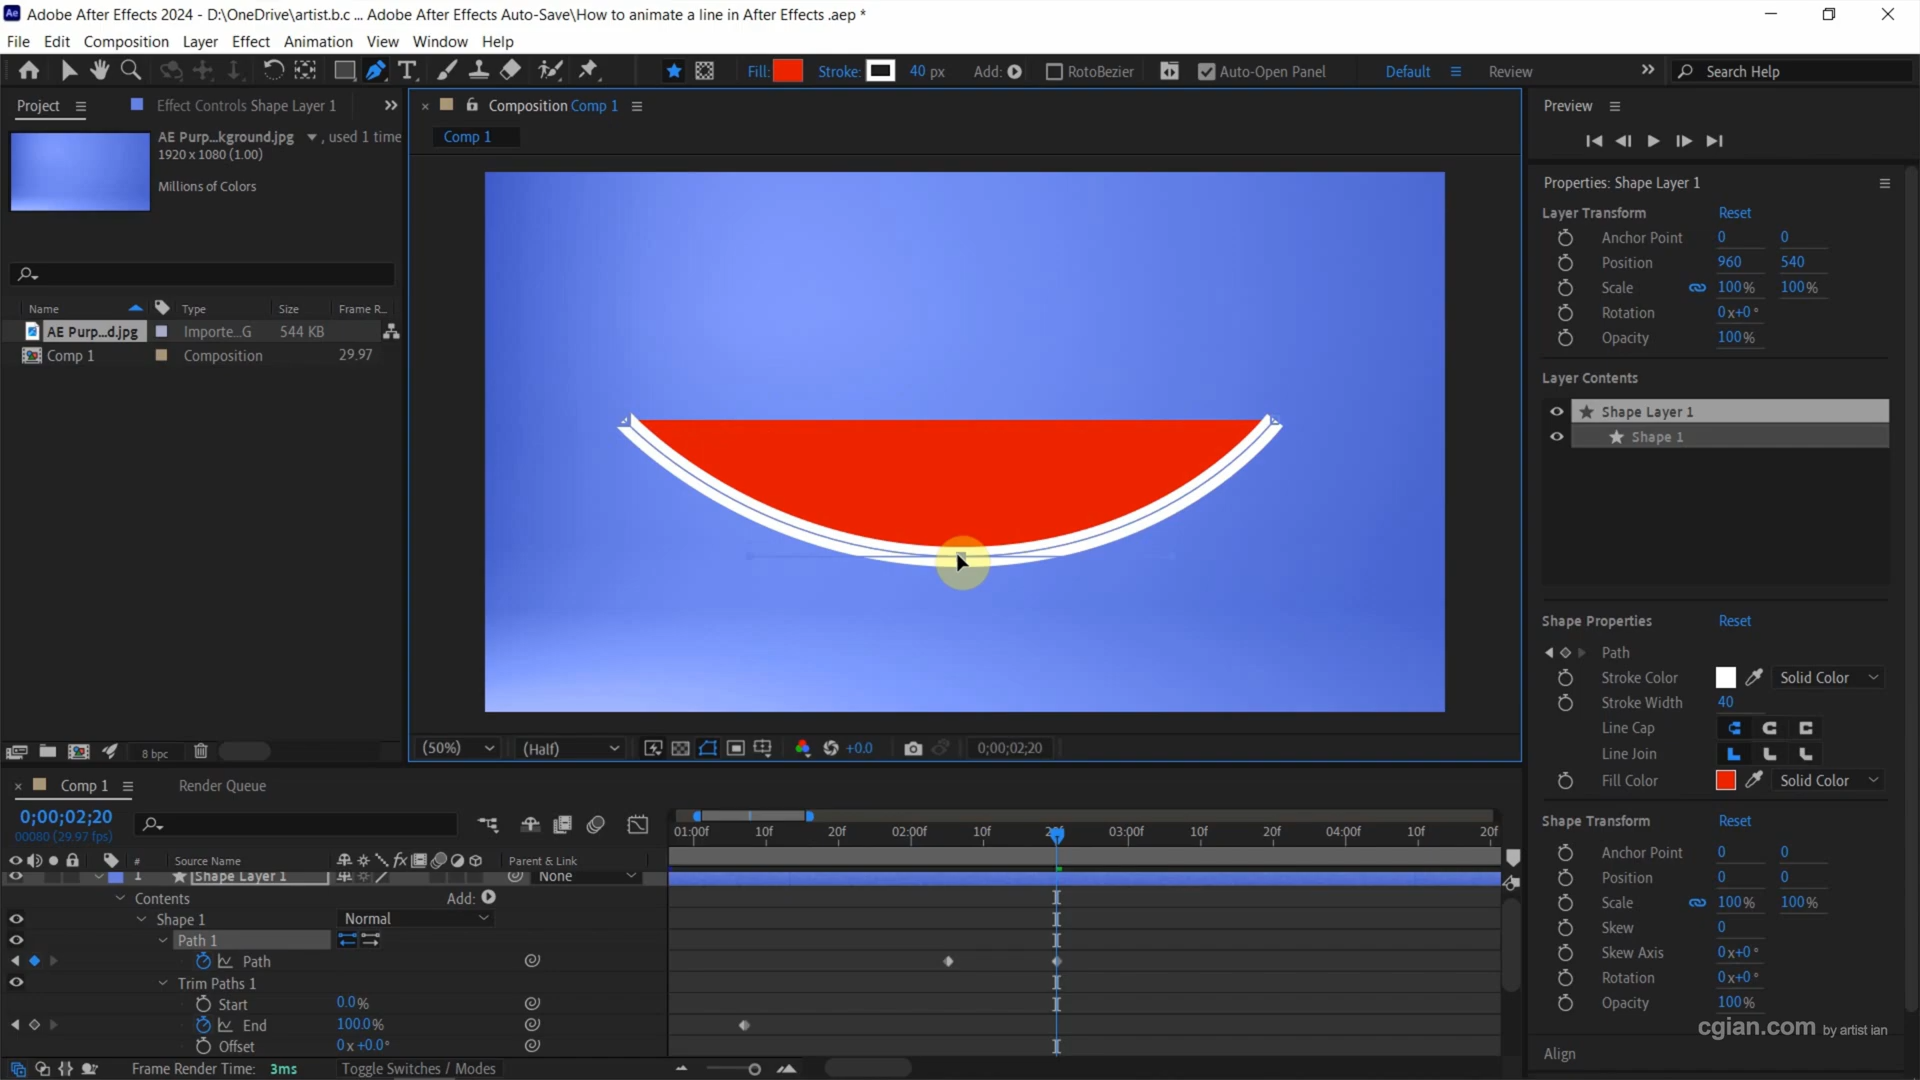 Adobe After Effects 2024 - D:\OneDrive\artist.b.c ... Adobe After Effects Auto-Save\How to animate a line in After Effects .aep *
File Edit Composition Layer Effect Animation View Window Help
Fill: Stroke: 40 px Add: RotoBezier Auto-Open Panel Default Review Search Help
Project Effect Controls Shape Layer 1
AE Purp...kground.jpg , used 1 time
1920 x 1080 (1.00)
Millions of Colors
Name Type Size Frame R...
AE Purp...d.jpg Importe...G 544 KB
Comp 1 Composition 29.97
8 bpc
Composition Comp 1
Comp 1
(50%) (Half) +0.0 0;00;02;20
Preview
Properties: Shape Layer 1
Layer Transform Reset
Anchor Point 0 0
Position 960 540
Scale 100% 100%
Rotation 0x+0°
Opacity 100%
Layer Contents
Shape Layer 1
Shape 1
Shape Properties Reset
Path
Stroke Color Solid Color
Stroke Width 40
Line Cap
Line Join
Fill Color Solid Color
Shape Transform Reset
Anchor Point 0 0
Position 0 0
Scale 100% 100%
Skew 0
Skew Axis 0x+0°
Rotation 0x+0°
Opacity 100%
cgian.com by artist ian
Align
Comp 1 Render Queue
0;00;02;20
00080 (29.97 fps)
01:00f 10f 20f 02:00f 10f 20f 03:00f 10f 20f 04:00f 10f 20f
# Source Name fx Parent & Link
1 Shape Layer 1 None
Contents Add:
Shape 1 Normal
Path 1
Path
Trim Paths 1
Start 0.0%
End 100.0%
Offset 0x+0.0°
Frame Render Time: 3ms Toggle Switches / Modes